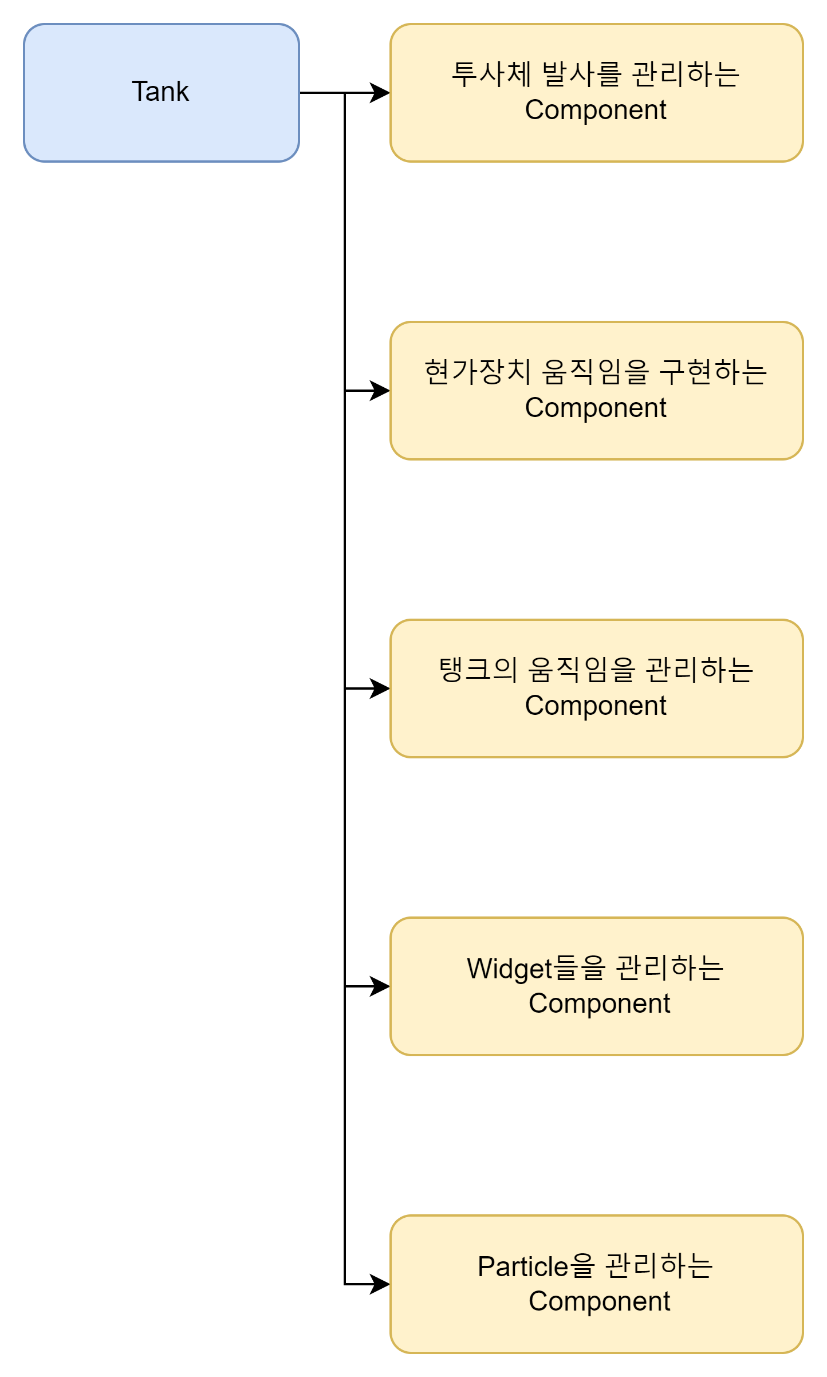 Tank
투사체 발사를 관리하는
Component
현가장치 움직임을 구현하는
Component
탱크의 움직임을 관리하는
Component
Widget들을 관리하는
Component
Particle을 관리하는
Component